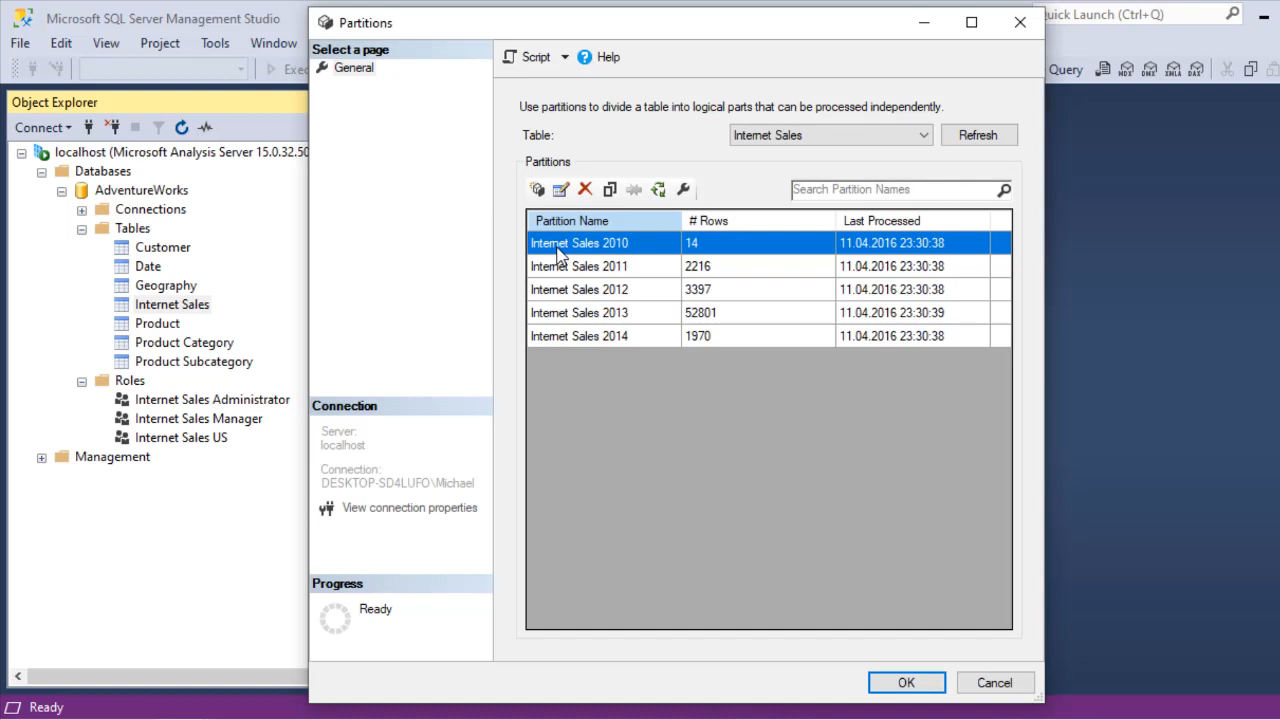 Microsoft SQL Server Management Studio
Quick Launch (Ctrl+Q)
File Edit View Project Tools Window
Exec
Query
MDX DMX XMLA DAX
Object Explorer
Connect
localhost (Microsoft Analysis Server 15.0.32.50
Databases
AdventureWorks
Connections
Tables
Customer
Date
Geography
Internet Sales
Product
Product Category
Product Subcategory
Roles
Internet Sales Administrator
Internet Sales Manager
Internet Sales US
Management
Ready
Partitions
Select a page
General
Connection
Server:
localhost
Connection:
DESKTOP-SD4LUFO\Michael
View connection properties
Progress
Ready
Script Help
Use partitions to divide a table into logical parts that can be processed independently.
Table: Internet Sales Refresh
Partitions
Search Partition Names
Partition Name # Rows Last Processed
Internet Sales 2010 14 11.04.2016 23:30:38
Internet Sales 2011 2216 11.04.2016 23:30:38
Internet Sales 2012 3397 11.04.2016 23:30:38
Internet Sales 2013 52801 11.04.2016 23:30:39
Internet Sales 2014 1970 11.04.2016 23:30:38
OK Cancel